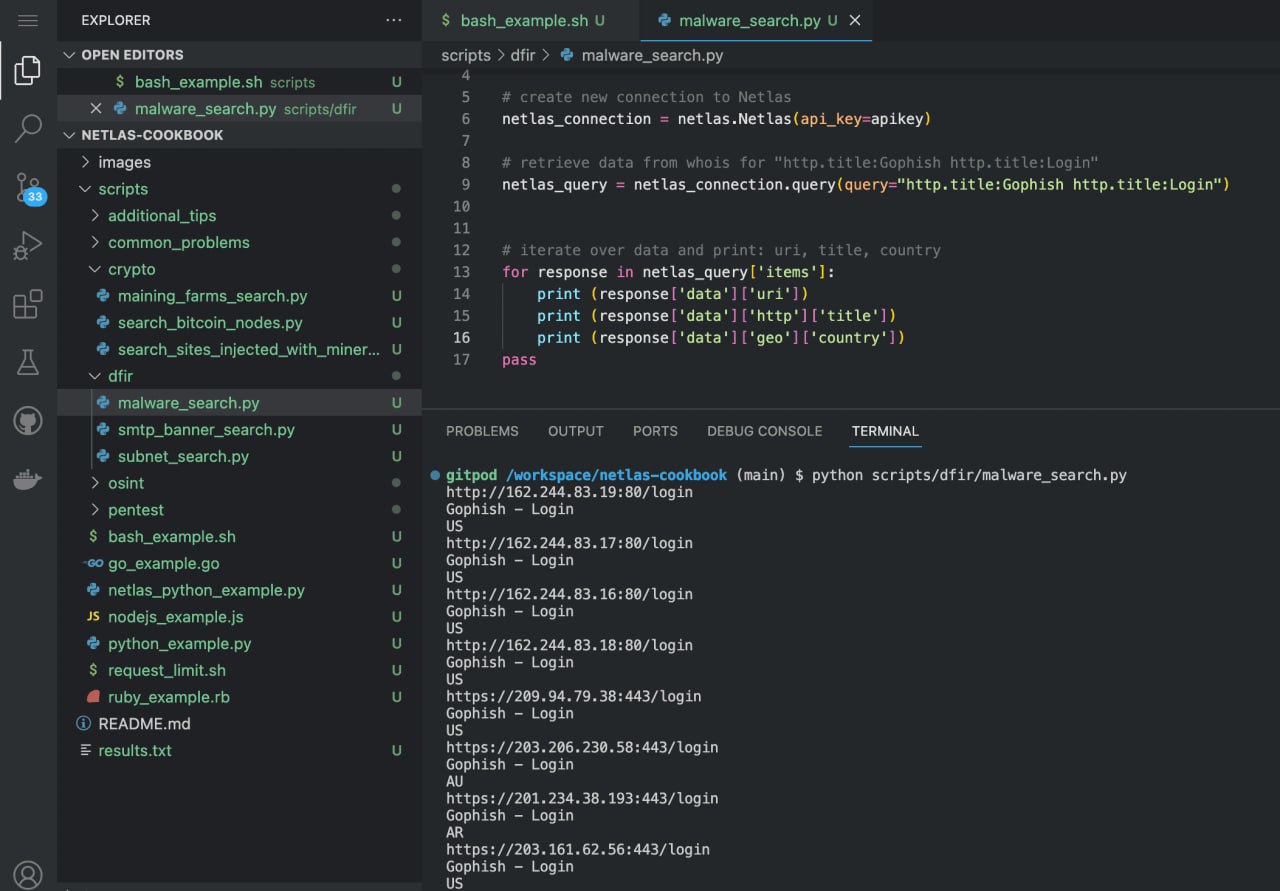 EXPLORER
OPEN EDITORS
$ bash_example.sh scripts U
malware_search.py scripts/dfir U
NETLAS-COOKBOOK
images
scripts
additional_tips
common_problems
crypto
maining_farms_search.py U
search_bitcoin_nodes.py U
search_sites_injected_with_miner... U
dfir
malware_search.py U
smtp_banner_search.py U
subnet_search.py U
osint
pentest
$ bash_example.sh U
GO go_example.go U
netlas_python_example.py U
JS nodejs_example.js U
python_example.py U
$ request_limit.sh U
ruby_example.rb U
README.md
results.txt U
33
$ bash_example.sh U
malware_search.py U
scripts > dfir > malware_search.py
4
5 # create new connection to Netlas
6 netlas_connection = netlas.Netlas(api_key=apikey)
7
8 # retrieve data from whois for "http.title:Gophish http.title:Login"
9 netlas_query = netlas_connection.query(query="http.title:Gophish http.title:Login")
10
11
12 # iterate over data and print: uri, title, country
13 for response in netlas_query['items']:
14 print (response['data']['uri'])
15 print (response['data']['http']['title'])
16 print (response['data']['geo']['country'])
17 pass
PROBLEMS OUTPUT PORTS DEBUG CONSOLE TERMINAL
gitpod /workspace/netlas-cookbook (main) $ python scripts/dfir/malware_search.py
http://162.244.83.19:80/login
Gophish - Login
US
http://162.244.83.17:80/login
Gophish - Login
US
http://162.244.83.16:80/login
Gophish - Login
US
http://162.244.83.18:80/login
Gophish - Login
US
https://209.94.79.38:443/login
Gophish - Login
US
https://203.206.230.58:443/login
Gophish - Login
AU
https://201.234.38.193:443/login
Gophish - Login
AR
https://203.161.62.56:443/login
Gophish - Login
US